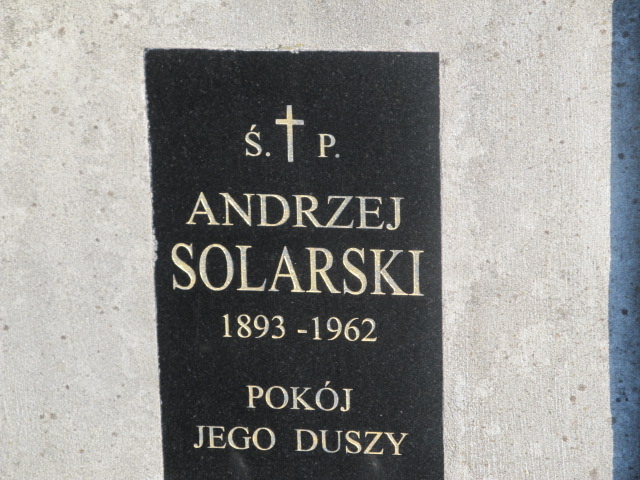 Ś. P.
ANDRZEJ
SOLARSKI
1893 - 1962
POKÓJ
JEGO DUSZY